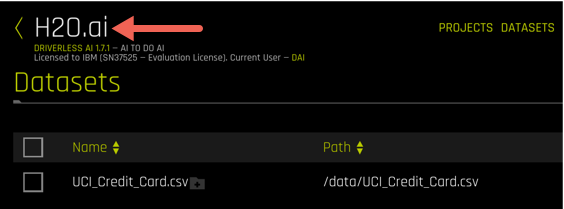 H2O.ai
PROJECTS DATASETS
DRIVERLESS AI 1.7.1 — AI TO DO AI
Licensed to IBM (SN37525 — Evaluation License). Current User — DAI
Datasets
Name Path
UCI_Credit_Card.csv /data/UCI_Credit_Card.csv